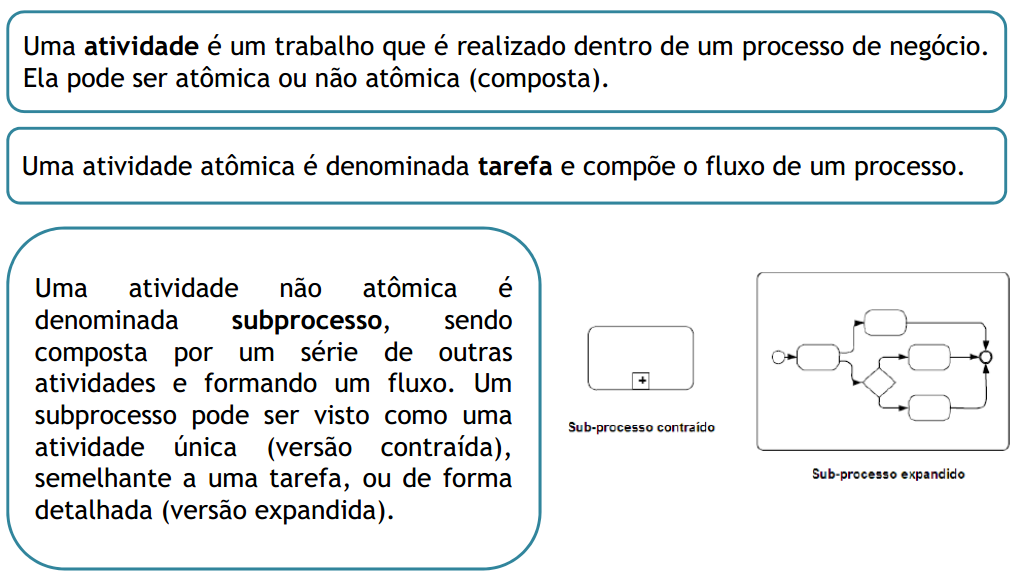 Uma atividade é um trabalho que é realizado dentro de um processo de negócio.
Ela pode ser atômica ou não atômica (composta).
Uma atividade atômica é denominada tarefa e compõe o fluxo de um processo.
Uma atividade não atômica é
denominada subprocesso, sendo
composta por um série de outras
atividades e formando um fluxo. Um
subprocesso pode ser visto como uma
atividade única (versão contraída),
semelhante a uma tarefa, ou de forma
detalhada (versão expandida).
+
Sub-processo contraído
Sub-processo expandido